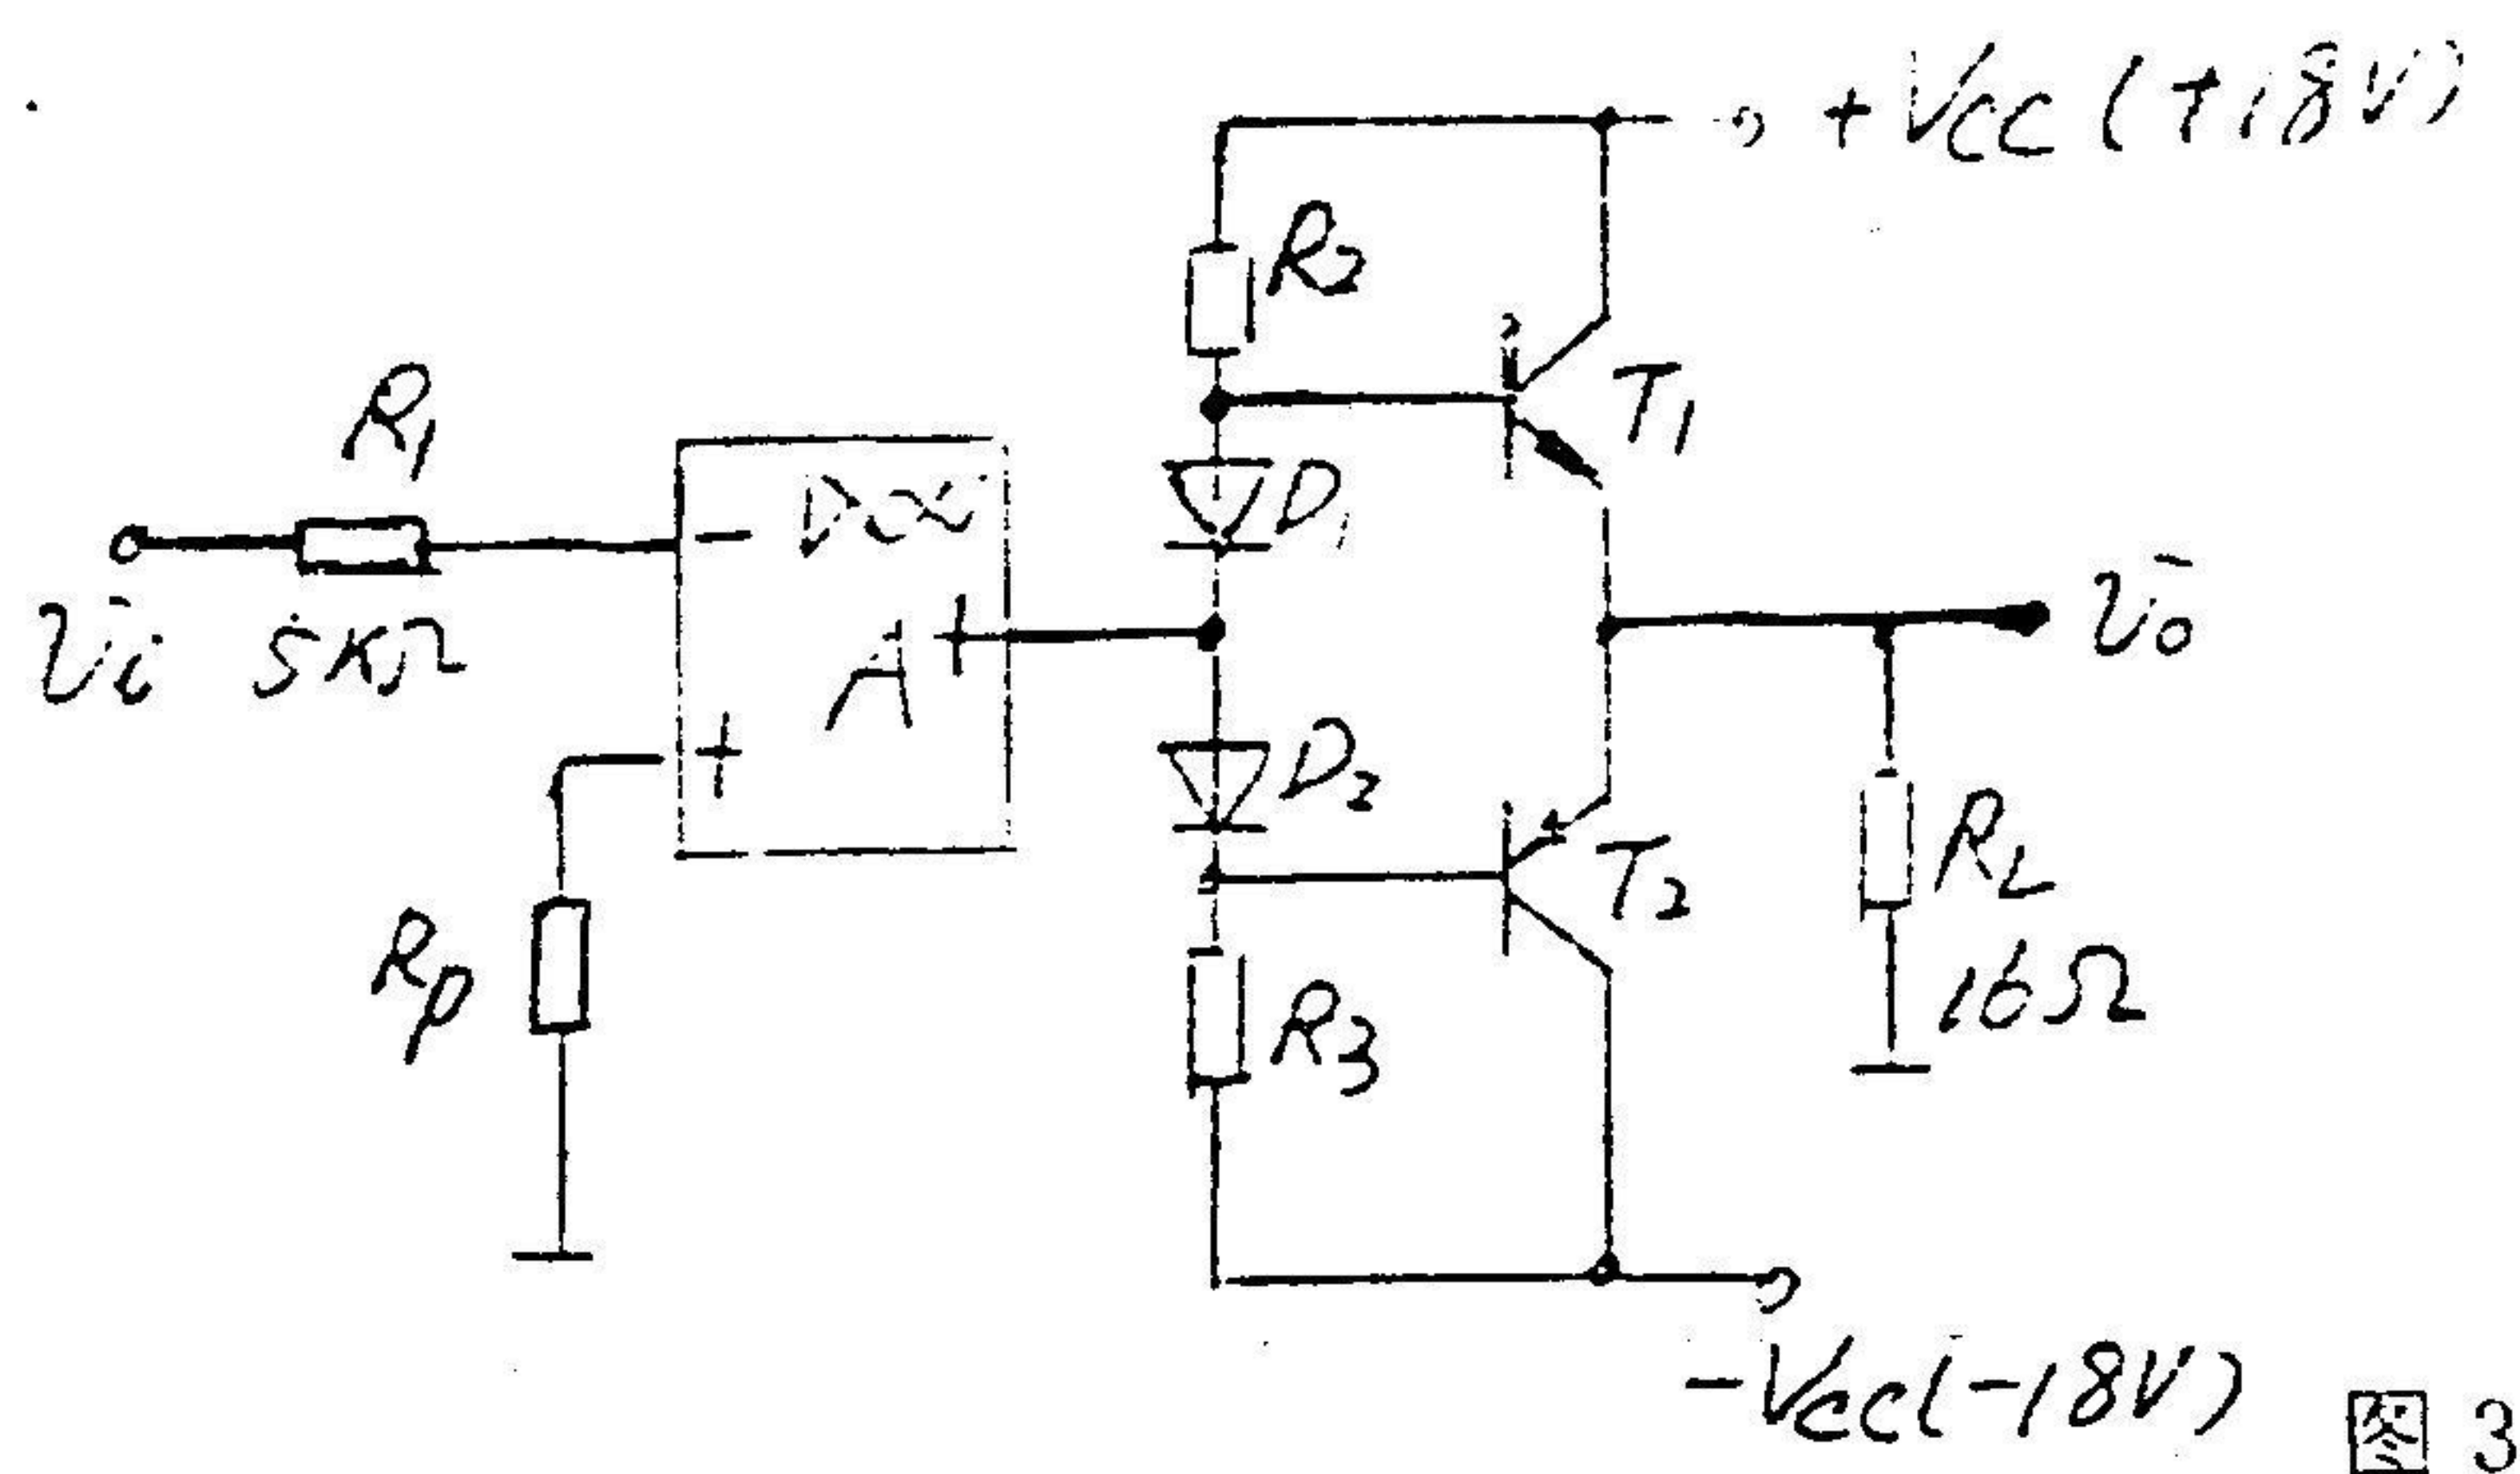 +Vcc (+18V)
R2
R1
T1
D1
-
A +
Vi 5KΩ
Vo
+
D2
T2
RL
16Ω
Rp
R3
-Vcc(-18V)
图 3